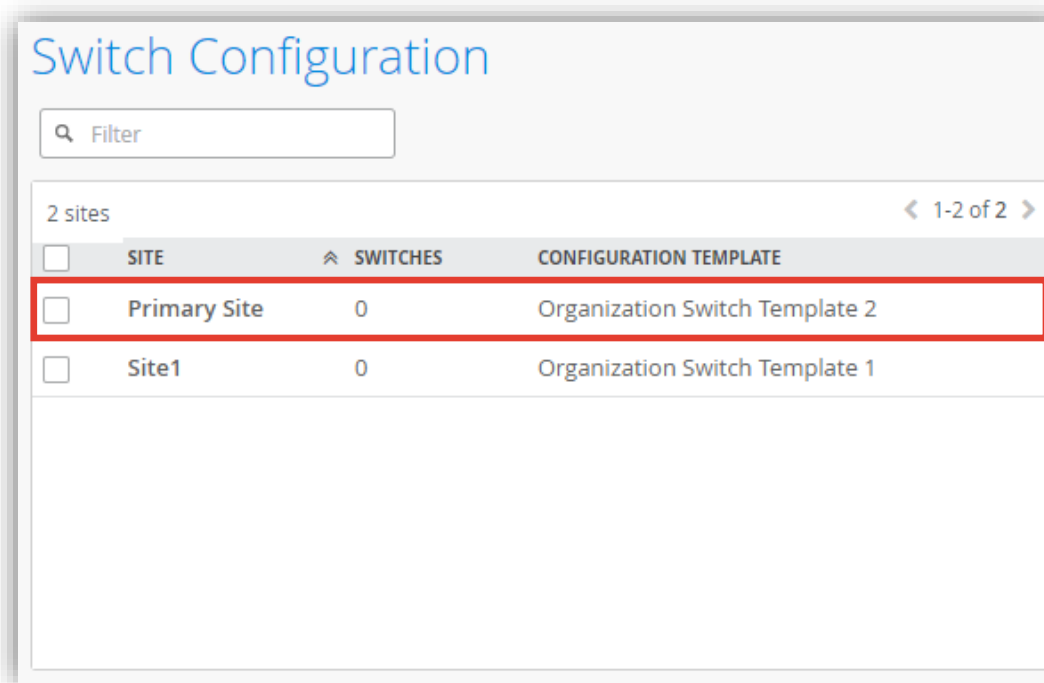 Switch Configuration
Filter
2 sites 1-2 of 2
SITE SWITCHES CONFIGURATION TEMPLATE
Primary Site 0 Organization Switch Template 2
Site1 0 Organization Switch Template 1